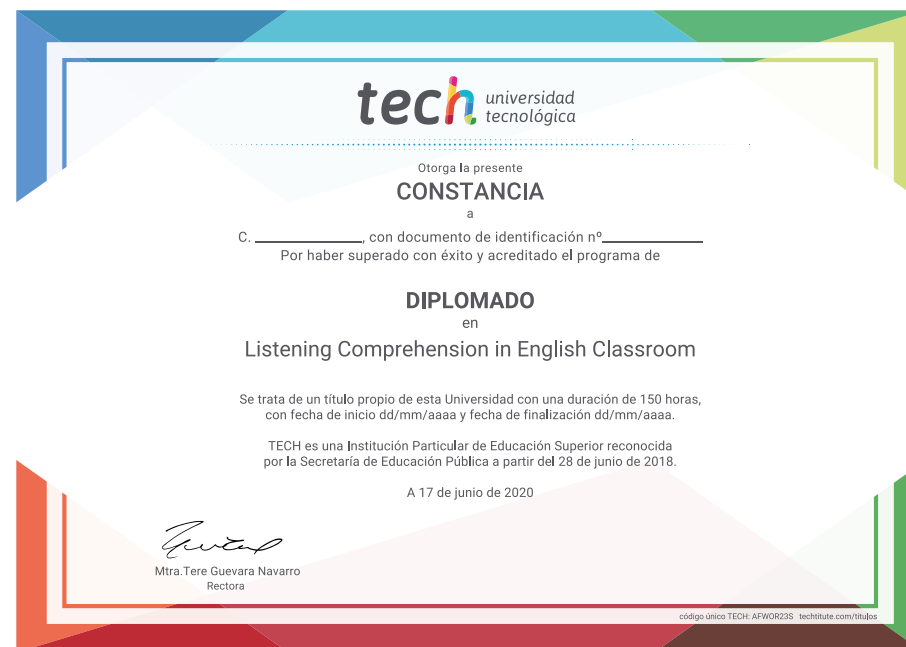 tech universidad
tecnológica
Otorga la presente
CONSTANCIA
a
C. ____________, con documento de identificación nº____________
Por haber superado con éxito y acreditado el programa de
DIPLOMADO
en
Listening Comprehension in English Classroom
Se trata de un título propio de esta Universidad con una duración de 150 horas,
con fecha de inicio dd/mm/aaaa y fecha de finalización dd/mm/aaaa.
TECH es una Institución Particular de Educación Superior reconocida
por la Secretaría de Educación Pública a partir del 28 de junio de 2018.
A 17 de junio de 2020
Mtra.Tere Guevara Navarro
Rectora
código único TECH: AFWOR23S techtitute.com/titulos